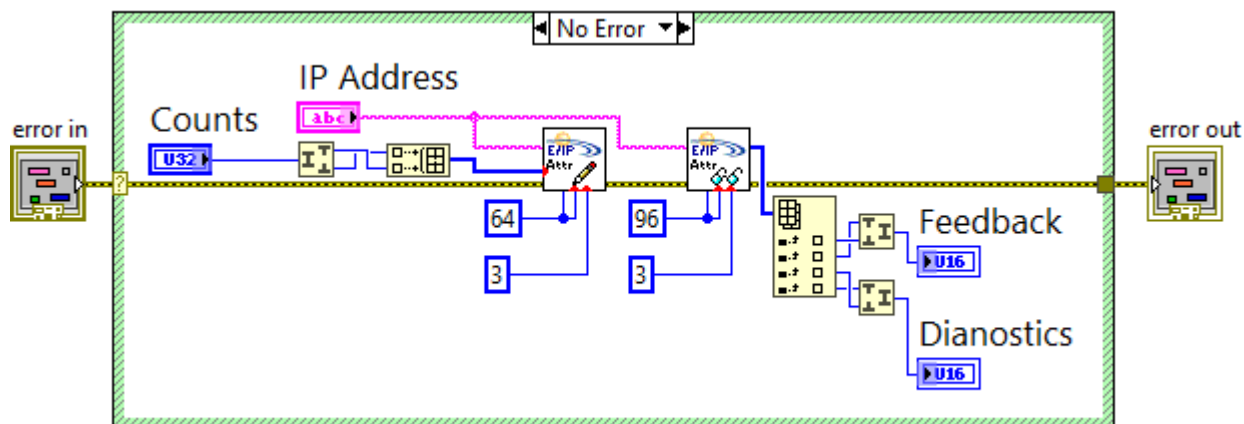 No Error
IP Address
abc
error in
Counts
error out
U32
E/IP
Attr
E/IP
Attr
?
64
96
Feedback
U16
3
3
Dianostics
U16